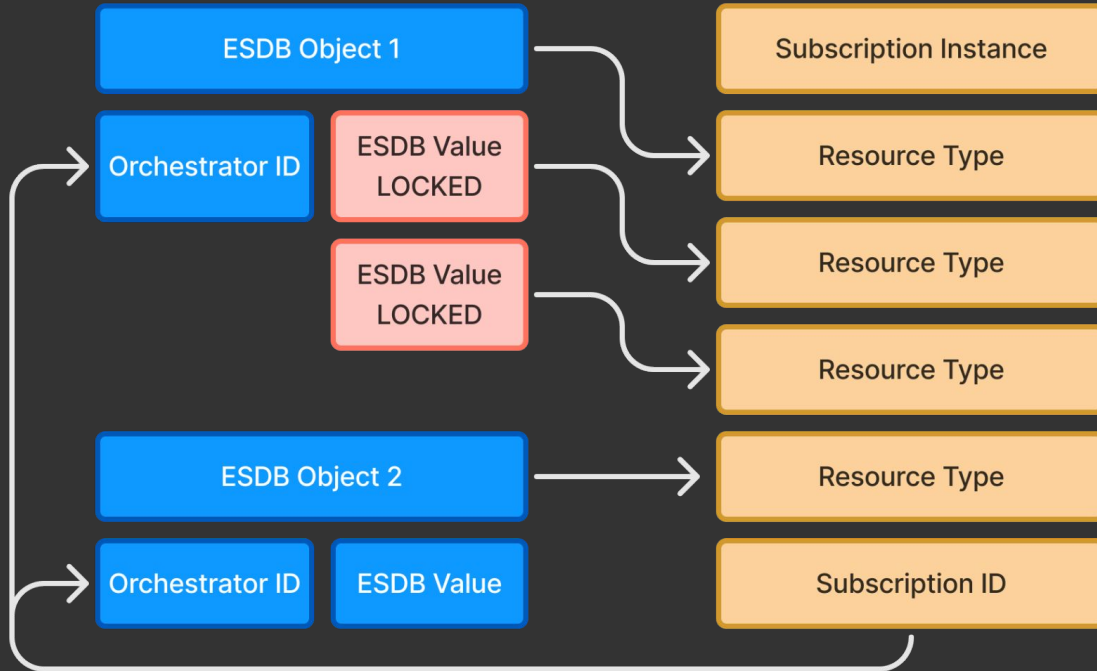 ESDB Object 1
Subscription Instance
Orchestrator ID
ESDB Value
LOCKED
Resource Type
ESDB Value
LOCKED
Resource Type
Resource Type
ESDB Object 2
Resource Type
Orchestrator ID
ESDB Value
Subscription ID